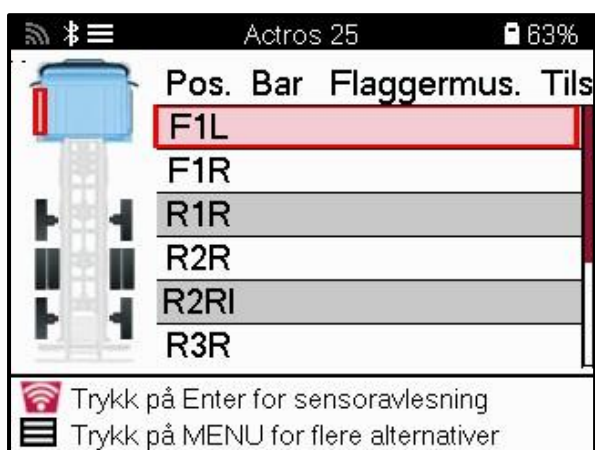 Actros 25 63%
Pos. Bar Flaggermus. Tils
F1L
F1R
R1R
R2R
R2RI
R3R
Trykk på Enter for sensoravlesning
Trykk på MENU for flere alternativer